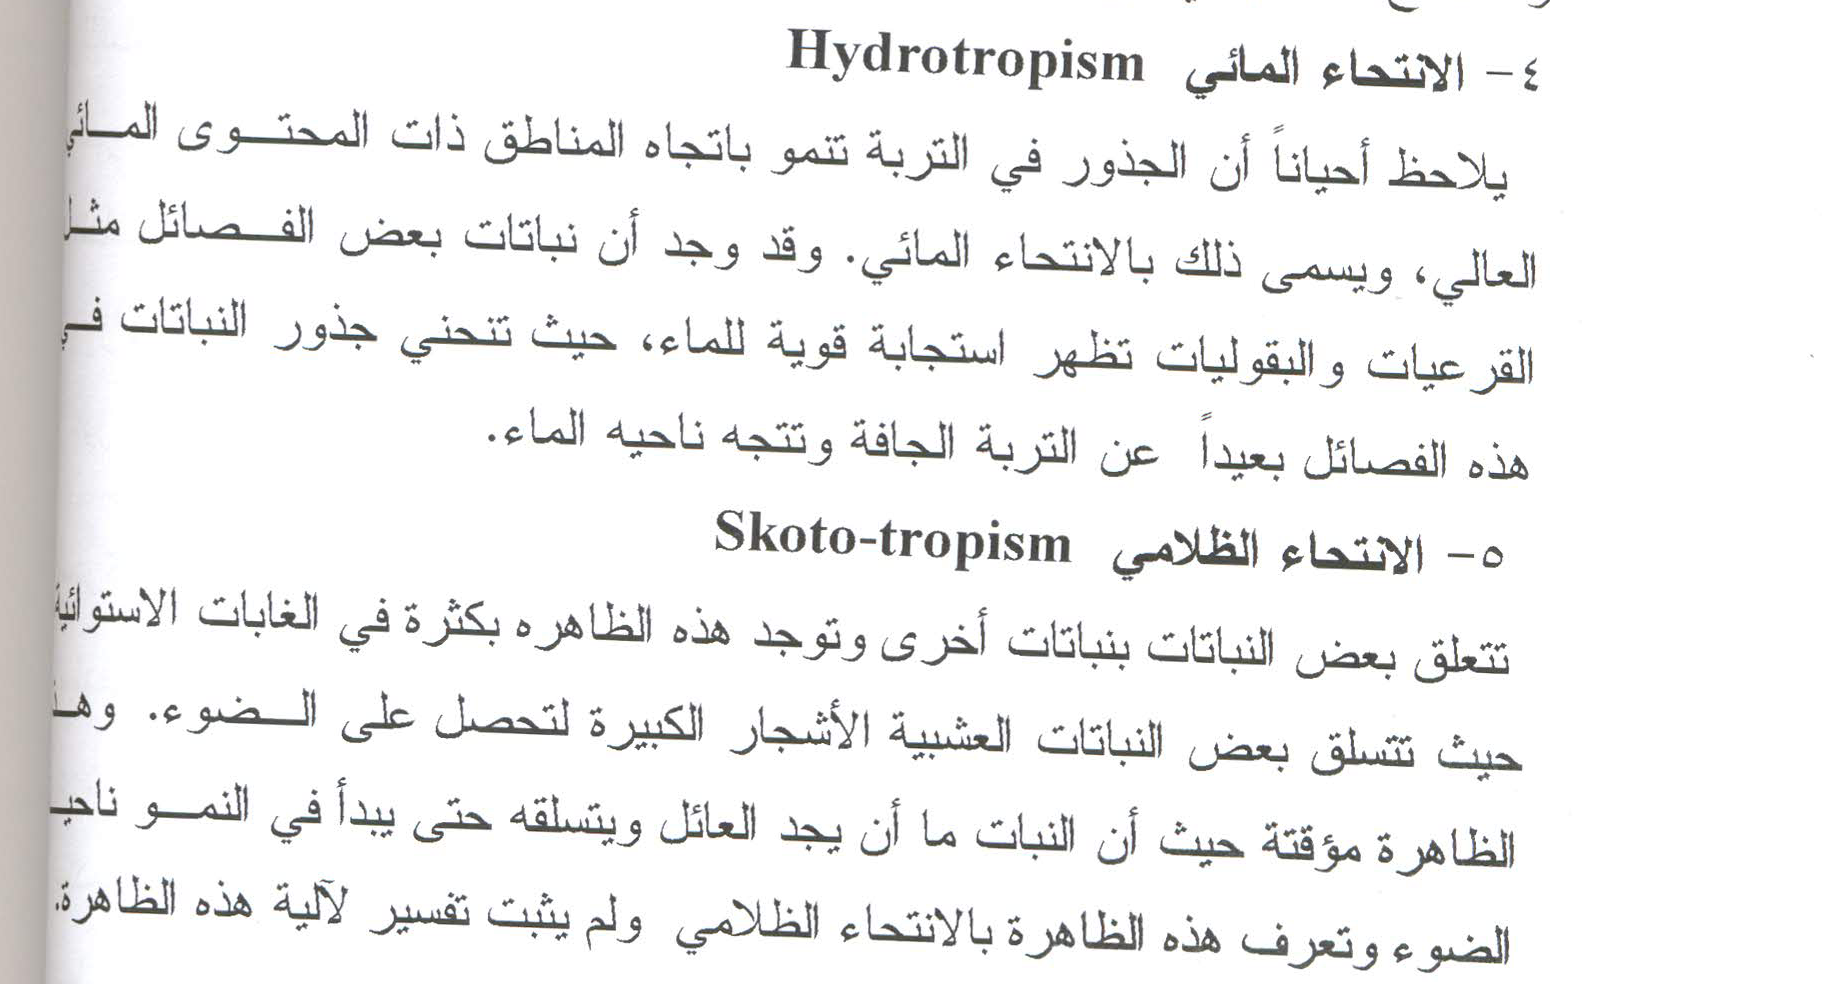 ٤- الانتحاء المائي Hydrotropism
يلاحظ أحياناً أن الجذور في التربة تنمو باتجاه المناطق ذات المحتوى المائي
العالي، ويسمى ذلك بالانتحاء المائي. وقد وجد أن نباتات بعض الفصائل مثل
القرعيات والبقوليات تظهر استجابة قوية للماء، حيث تنحني جذور النباتات في
هذه الفصائل بعيداً عن التربة الجافة وتتجه ناحيه الماء.
٥- الانتحاء الظلامي Skoto-tropism
تتعلق بعض النباتات بنباتات أخرى وتوجد هذه الظاهره بكثرة في الغابات الاستوائية
حيث تتسلق بعض النباتات العشبية الأشجار الكبيرة لتحصل على الضوء.
الظاهرة مؤقتة حيث أن النبات ما أن يجد العائل ويتسلقه حتى يبدأ في النمو
الضوء وتعرف هذه الظاهرة بالانتحاء الظلامي ولم يثبت تفسير لآلية هذه الظاهرة.